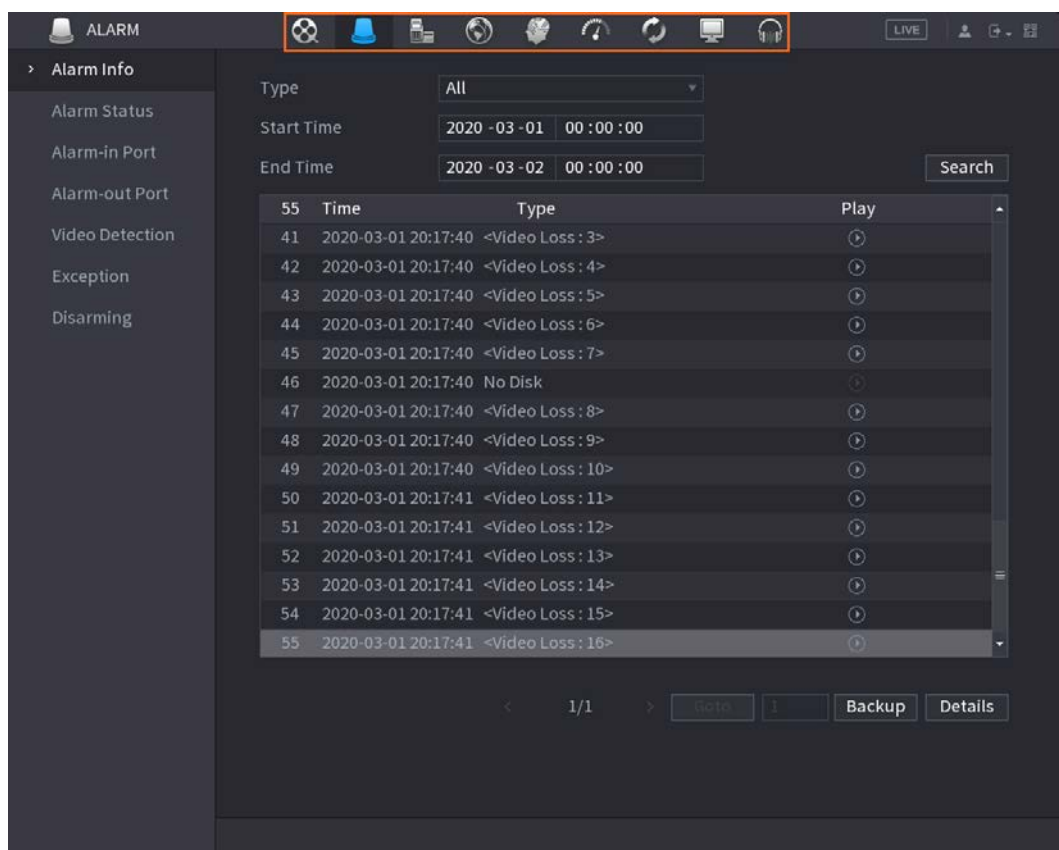 ALARM
LIVE
Alarm Info
Alarm Status
Alarm-in Port
Alarm-out Port
Video Detection
Exception
Disarming
Type All
Start Time 2020 -03 -01 00 : 00 : 00
End Time 2020 -03 -02 00 : 00 : 00
Search
55 Time Type Play
41 2020-03-01 20:17:40 <Video Loss : 3>
42 2020-03-01 20:17:40 <Video Loss : 4>
43 2020-03-01 20:17:40 <Video Loss : 5>
44 2020-03-01 20:17:40 <Video Loss : 6>
45 2020-03-01 20:17:40 <Video Loss : 7>
46 2020-03-01 20:17:40 No Disk
47 2020-03-01 20:17:40 <Video Loss : 8>
48 2020-03-01 20:17:40 <Video Loss : 9>
49 2020-03-01 20:17:40 <Video Loss : 10>
50 2020-03-01 20:17:41 <Video Loss : 11>
51 2020-03-01 20:17:41 <Video Loss : 12>
52 2020-03-01 20:17:41 <Video Loss : 13>
53 2020-03-01 20:17:41 <Video Loss : 14>
54 2020-03-01 20:17:41 <Video Loss : 15>
55 2020-03-01 20:17:41 <Video Loss : 16>
< 1/1 > Goto 1 Backup Details